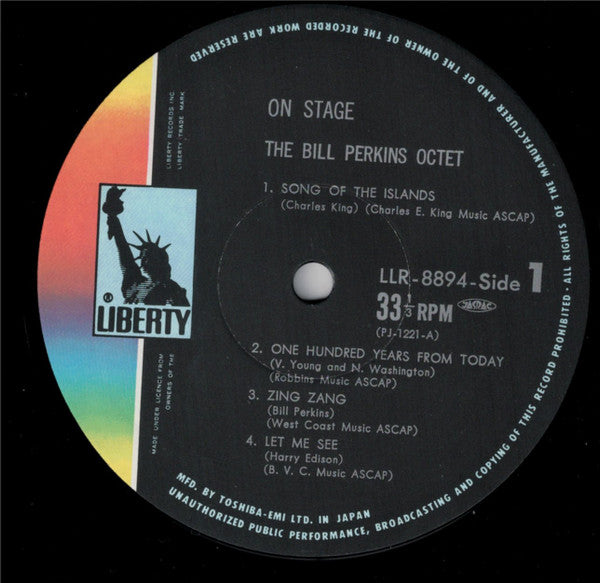 ON STAGE
THE BILL PERKINS OCTET
1. SONG OF THE ISLANDS
(Charles King) (Charles E. King Music ASCAP)
LLR-8894-Side 1
33 1/3 RPM
JASRAC
(PJ-1221-A)
2. ONE HUNDRED YEARS FROM TODAY
(V. Young and N. Washington)
(Robbins Music ASCAP)
3. ZING ZANG
(Bill Perkins)
(West Coast Music ASCAP)
4. LET ME SEE
(Harry Edison)
(B. V. C. Music ASCAP)
LIBERTY RECORDS INC.
LIBERTY TRADE MARK
LIBERTY
MADE UNDER LICENCE FROM
OWNERS OF THE
MFD. BY TOSHIBA-EMI LTD. IN JAPAN
UNAUTHORIZED PUBLIC PERFORMANCE, BROADCASTING AND COPYING OF THIS RECORD PROHIBITED · ALL RIGHTS OF THE MANUFACTURER AND OF THE OWNER OF THE RECORDED WORK ARE RESERVED